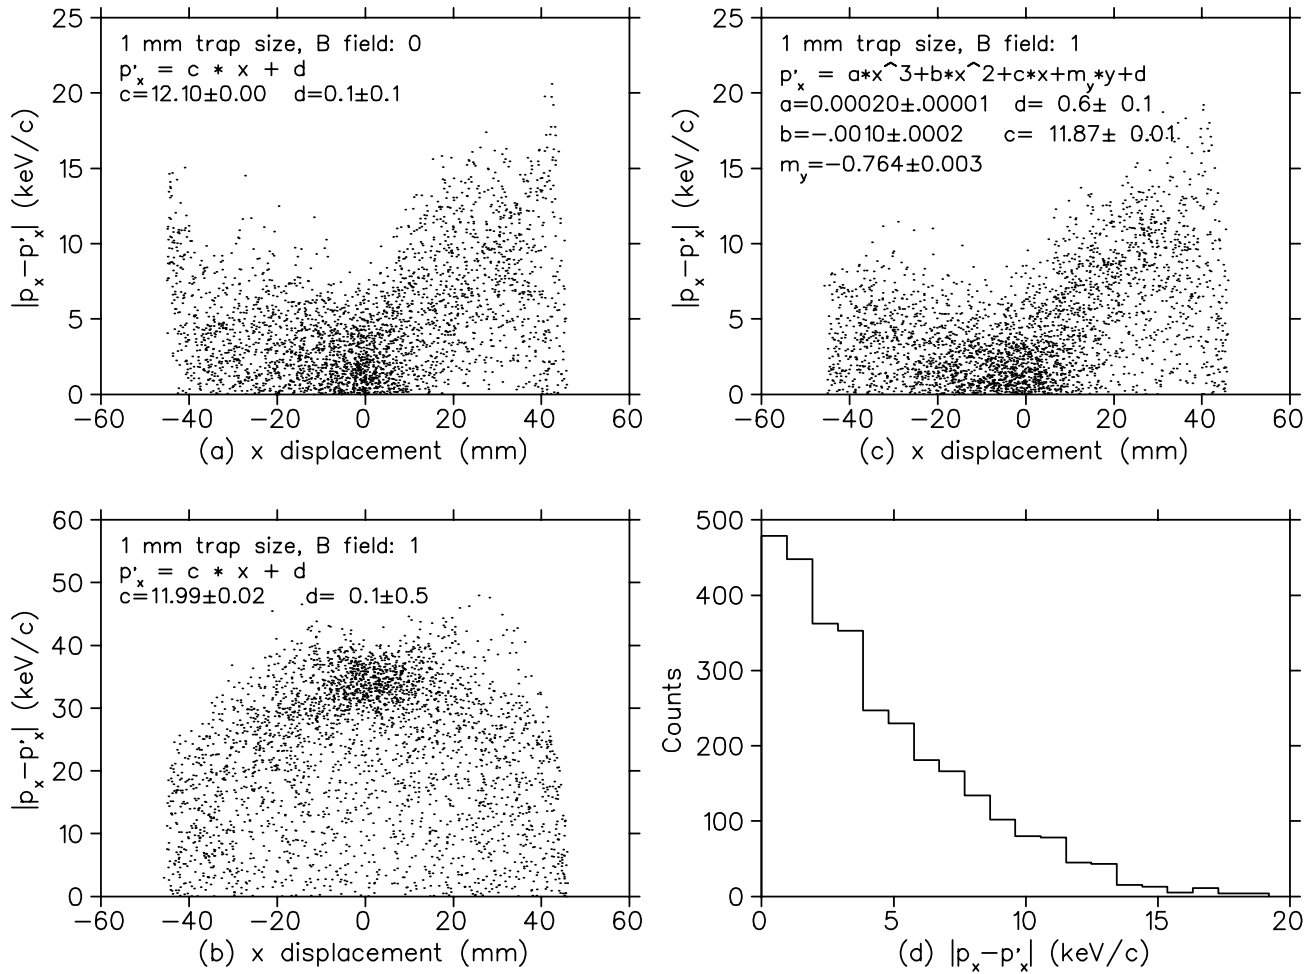 25
20
15
10
5
0
|pₓ−p'ₓ| (keV/c)
1 mm trap size, B field: 0
p'ₓ = c * x + d
c=12.10±0.00 d=0.1±0.1
−60 −40 −20 0 20 40 60
(a) x displacement (mm)
25
20
15
10
5
0
|pₓ−p'ₓ| (keV/c)
1 mm trap size, B field: 1
p'ₓ = a*x^3+b*x^2+c*x+m_y*y+d
a=0.00020±.00001 d= 0.6± 0.1
b=−.0010±.0002 c= 11.87± 0.01
m_y=−0.764±0.003
−60 −40 −20 0 20 40 60
(c) x displacement (mm)
60
50
40
30
20
10
0
|pₓ−p'ₓ| (keV/c)
1 mm trap size, B field: 1
p'ₓ = c * x + d
c=11.99±0.02 d= 0.1±0.5
−60 −40 −20 0 20 40 60
(b) x displacement (mm)
500
400
300
200
100
0
Counts
0 5 10 15 20
(d) |pₓ−p'ₓ| (keV/c)